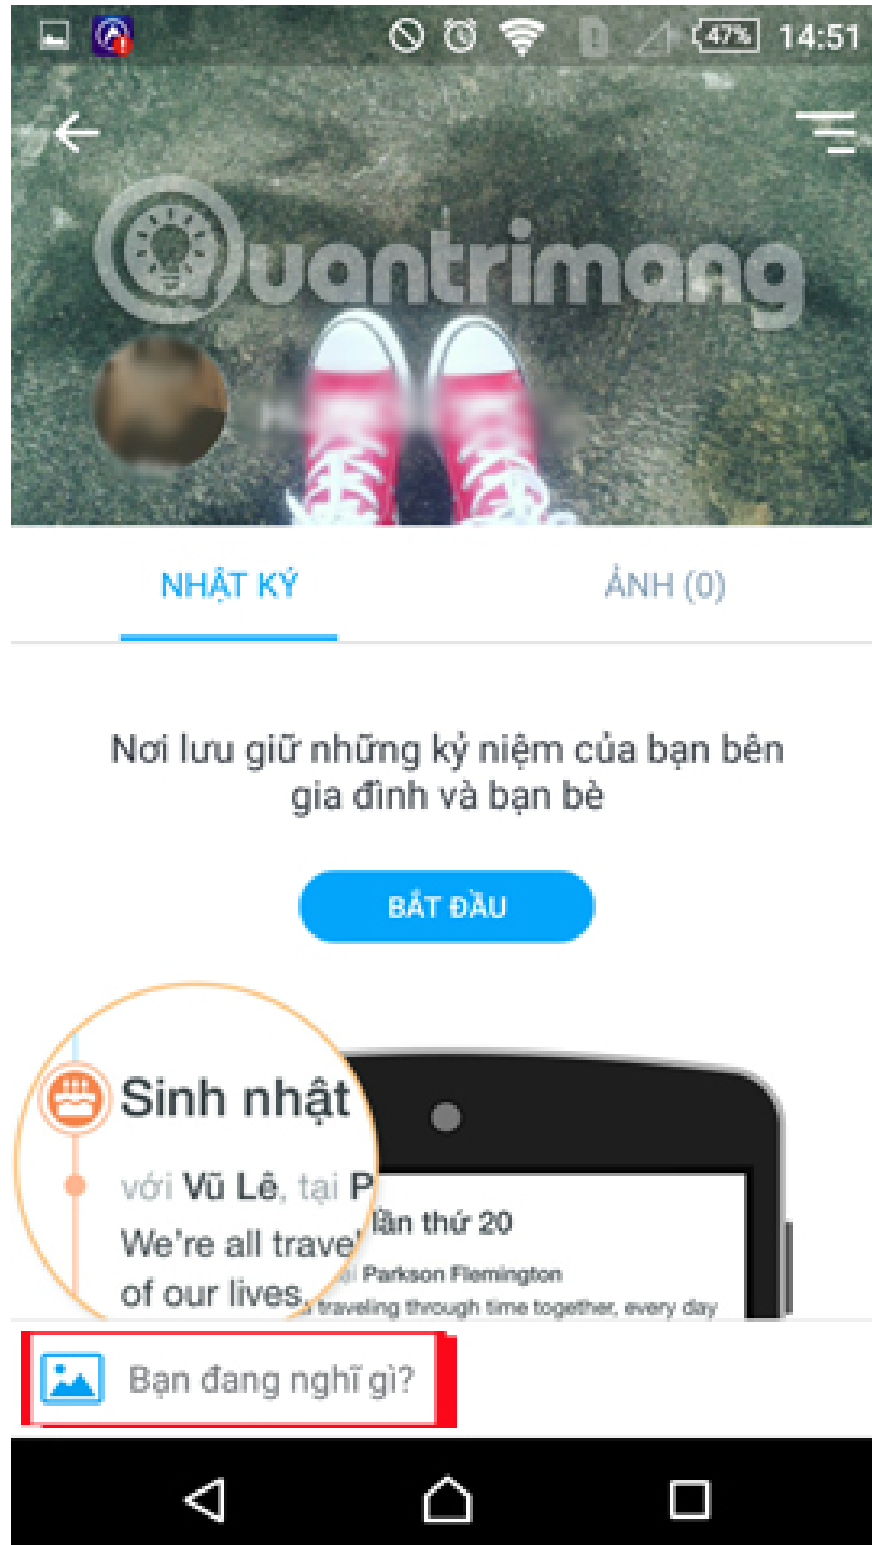 47% 14:51
Quantrimang
NHẬT KÝ
ẢNH (0)
Nơi lưu giữ những kỷ niệm của bạn bên
gia đình và bạn bè
BẮT ĐẦU
Sinh nhật
với Vũ Lê, tại P
We're all travel
of our lives.
lần thứ 20
Parkson Flemington
traveling through time together, every day
Bạn đang nghĩ gì?